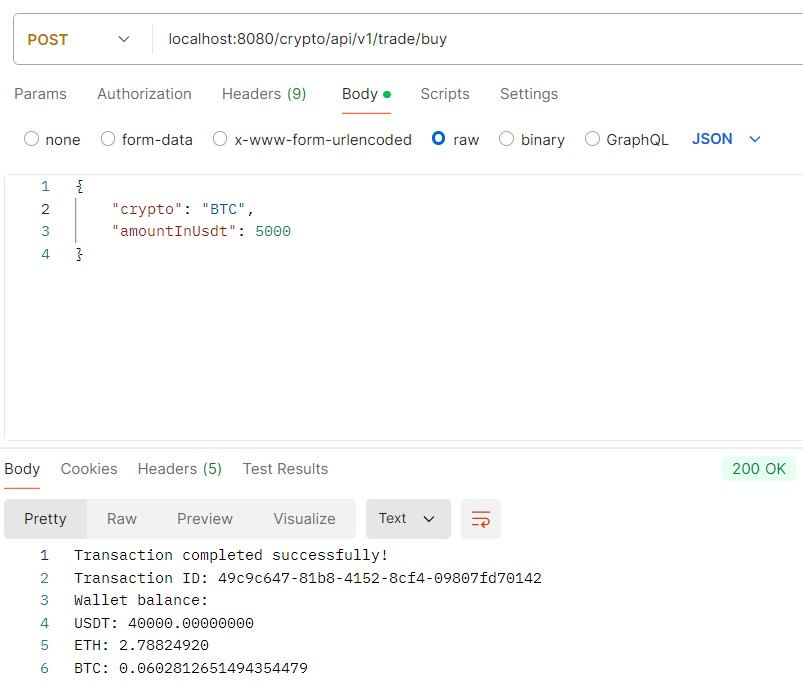 POST localhost:8080/crypto/api/v1/trade/buy
Params Authorization Headers (9) Body Scripts Settings
none form-data x-www-form-urlencoded raw binary GraphQL JSON
1 {
2 "crypto": "BTC",
3 "amountInUsdt": 5000
4 }
Body Cookies Headers (5) Test Results 200 OK
Pretty Raw Preview Visualize Text
1 Transaction completed successfully!
2 Transaction ID: 49c9c647-81b8-4152-8cf4-09807fd70142
3 Wallet balance:
4 USDT: 40000.00000000
5 ETH: 2.78824920
6 BTC: 0.0602812651494354479